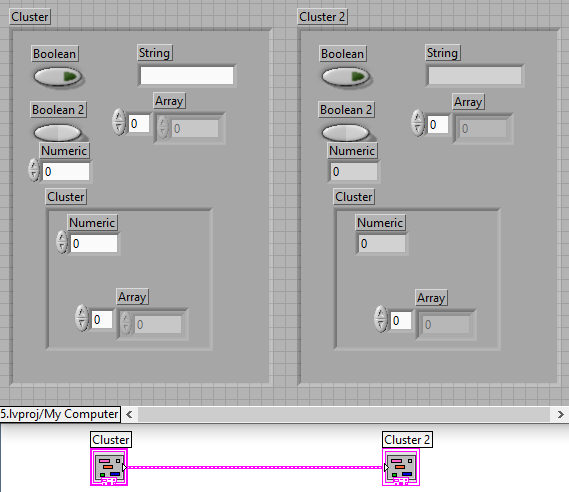 Cluster
Cluster 2
Boolean
String
Boolean
String
Boolean 2
Array
Boolean 2
Array
0
0
0
0
Numeric
Numeric
0
0
Cluster
Cluster
Numeric
Numeric
0
0
Array
Array
0
0
0
0
5.lvproj/My Computer
Cluster
Cluster 2